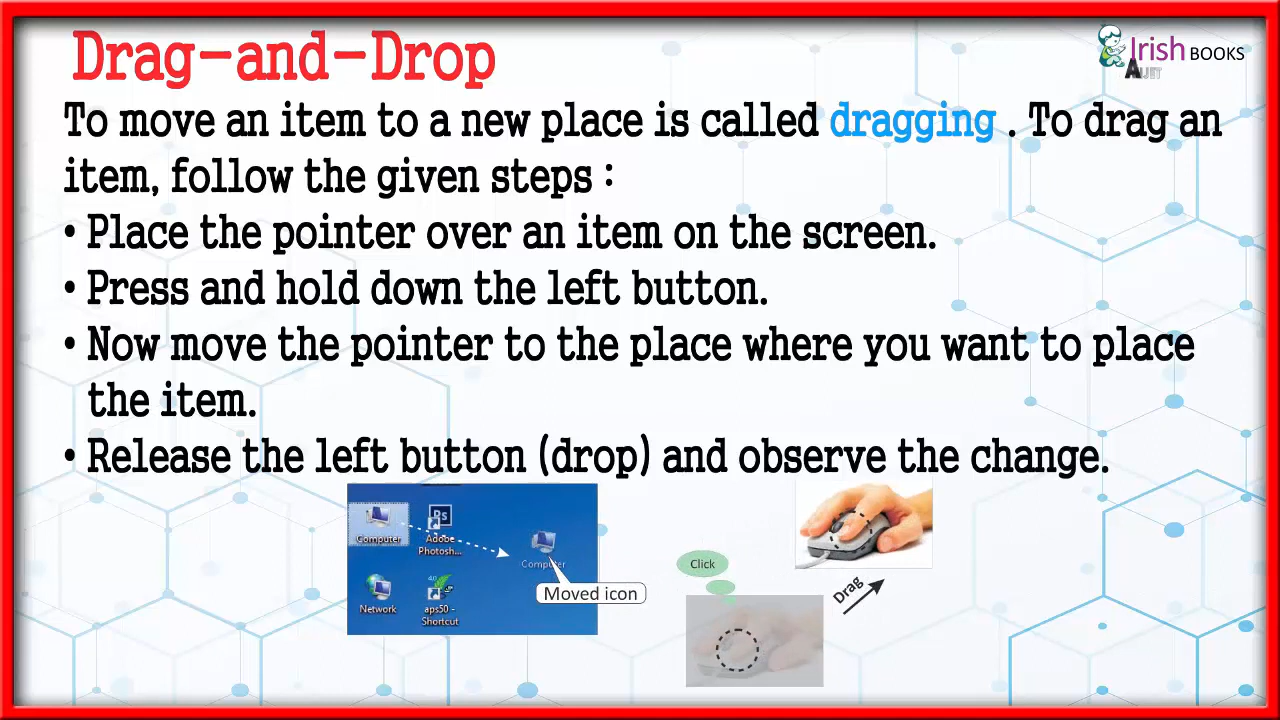 Drag-and-Drop
Irish BOOKS
To move an item to a new place is called dragging . To drag an
item, follow the given steps :
• Place the pointer over an item on the screen.
• Press and hold down the left button.
• Now move the pointer to the place where you want to place
the item.
• Release the left button (drop) and observe the change.
Computer
Ps
Adobe
Photosh...
Computer
Moved icon
Network
4.0
aps50 -
Shortcut
Click
Drag